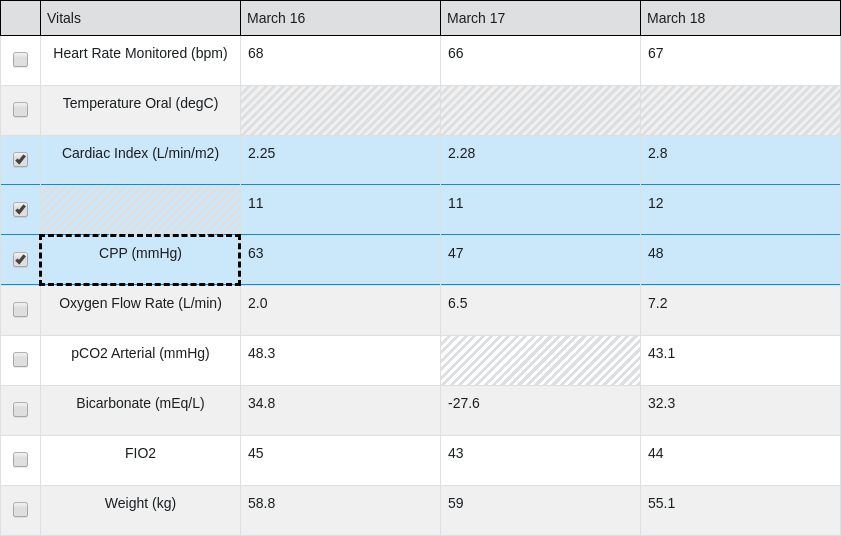 Vitals March 16 March 17 March 18
Heart Rate Monitored (bpm) 68 66 67
Temperature Oral (degC)
Cardiac Index (L/min/m2) 2.25 2.28 2.8
11 11 12
CPP (mmHg) 63 47 48
Oxygen Flow Rate (L/min) 2.0 6.5 7.2
pCO2 Arterial (mmHg) 48.3 43.1
Bicarbonate (mEq/L) 34.8 -27.6 32.3
FIO2 45 43 44
Weight (kg) 58.8 59 55.1